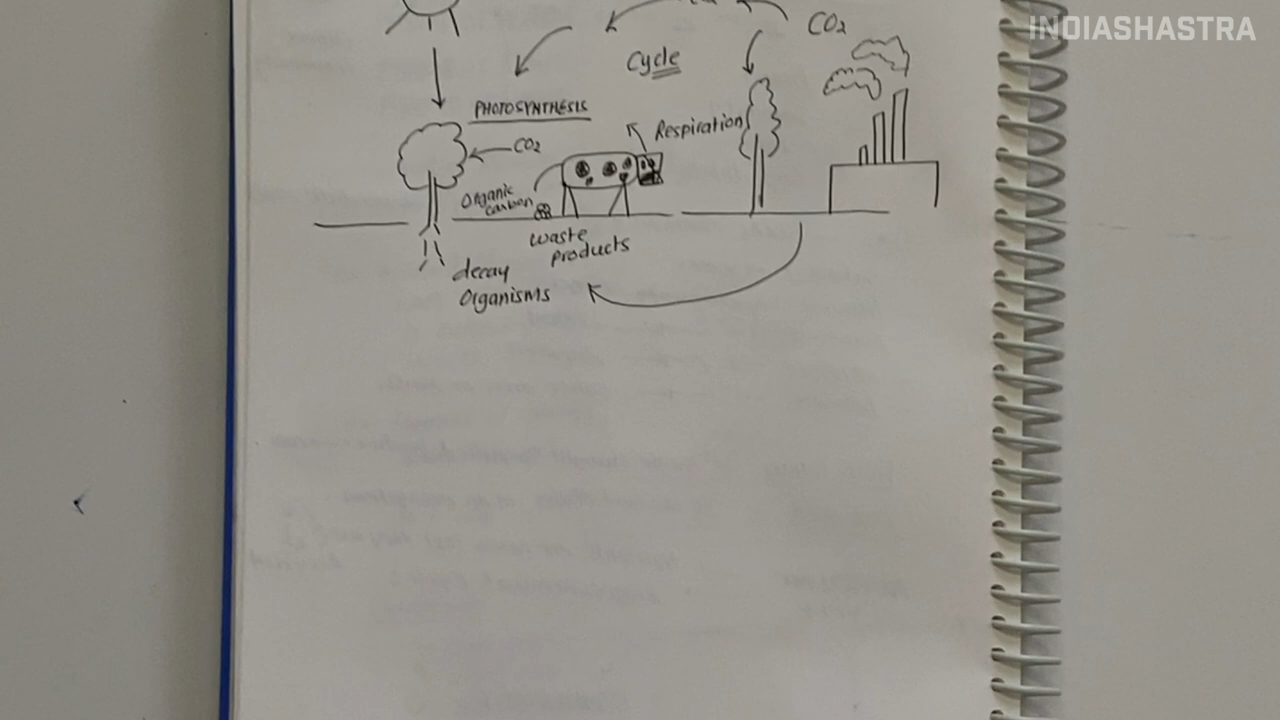 INDIASHASTRA
CO2
Cycle
PHOTOSYNTHESIS
Respiration
CO2
Organic
carbon
waste
products
decay
Organisms